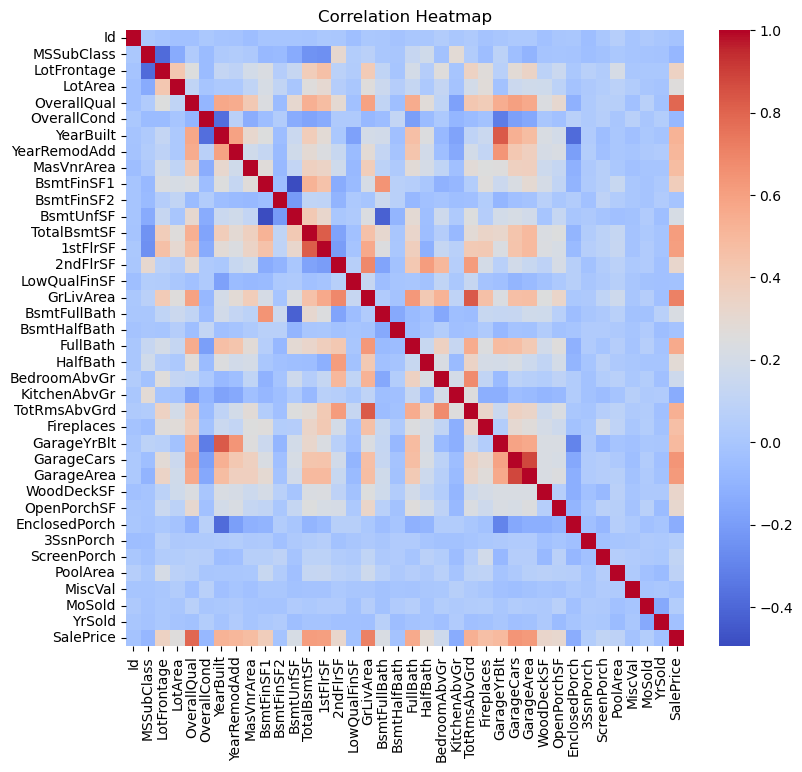 Correlation Heatmap
Id
MSSubClass
LotFrontage
LotArea
OverallQual
OverallCond
YearBuilt
YearRemodAdd
MasVnrArea
BsmtFinSF1
BsmtFinSF2
BsmtUnfSF
TotalBsmtSF
1stFlrSF
2ndFlrSF
LowQualFinSF
GrLivArea
BsmtFullBath
BsmtHalfBath
FullBath
HalfBath
BedroomAbvGr
KitchenAbvGr
TotRmsAbvGrd
Fireplaces
GarageYrBlt
GarageCars
GarageArea
WoodDeckSF
OpenPorchSF
EnclosedPorch
3SsnPorch
ScreenPorch
PoolArea
MiscVal
MoSold
YrSold
SalePrice
Id
MSSubClass
LotFrontage
LotArea
OverallQual
OverallCond
YearBuilt
YearRemodAdd
MasVnrArea
BsmtFinSF1
BsmtFinSF2
BsmtUnfSF
TotalBsmtSF
1stFlrSF
2ndFlrSF
LowQualFinSF
GrLivArea
BsmtFullBath
BsmtHalfBath
FullBath
HalfBath
BedroomAbvGr
KitchenAbvGr
TotRmsAbvGrd
Fireplaces
GarageYrBlt
GarageCars
GarageArea
WoodDeckSF
OpenPorchSF
EnclosedPorch
3SsnPorch
ScreenPorch
PoolArea
MiscVal
MoSold
YrSold
SalePrice
1.0
0.8
0.6
0.4
0.2
0.0
−0.2
−0.4